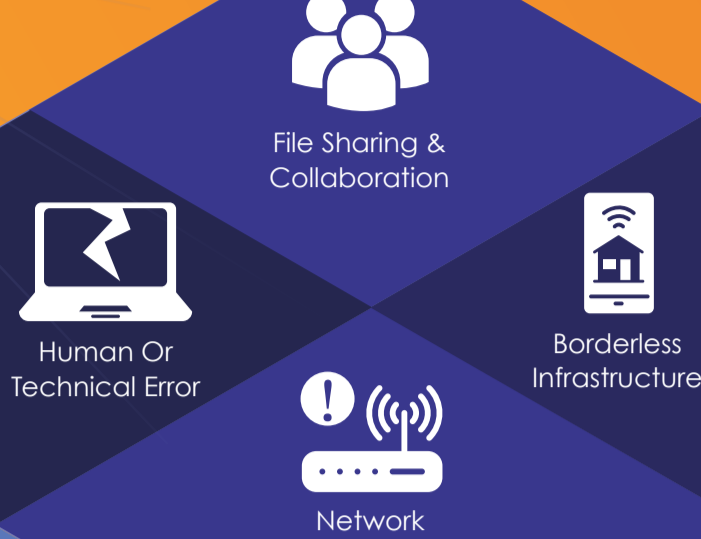 File Sharing &
Collaboration
Human Or
Technical Error
Borderless
Infrastructure
Network